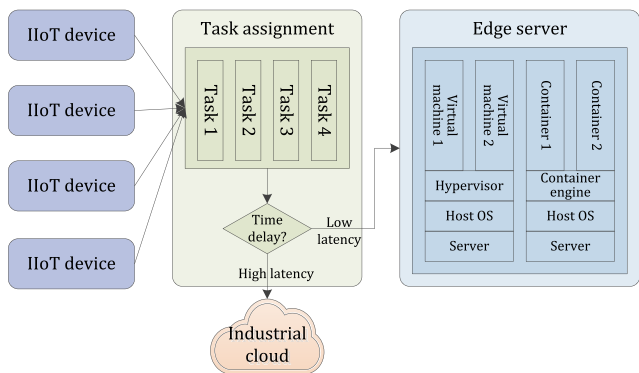 IIoT device
IIoT device
IIoT device
IIoT device
Task assignment
Task 1
Task 2
Task 3
Task 4
Time
delay?
Low
latency
High latency
Industrial
cloud
Edge server
Virtual
machine 1
Virtual
machine 2
Container 1
Container 2
Hypervisor
Container
engine
Host OS
Host OS
Server
Server